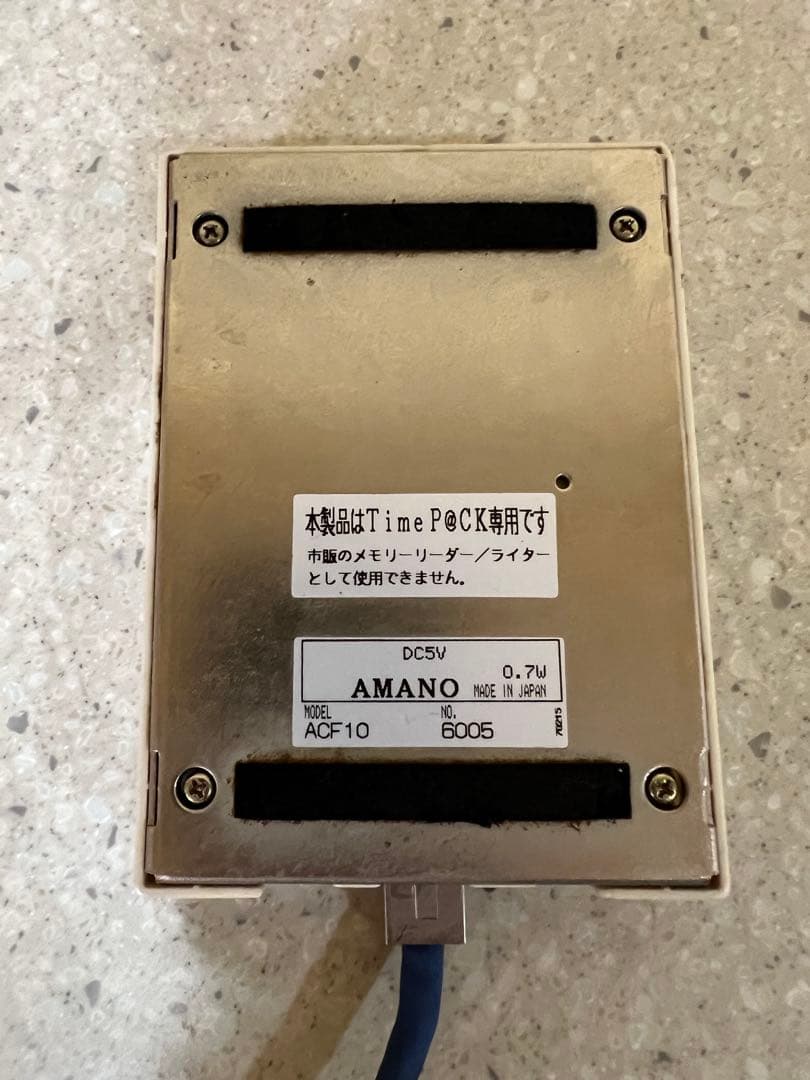 本製品はTimeP@CK専用です
市販のメモリーリーダー／ライター
として使用できません。
DC5V
0.7W
AMANO MADE IN JAPAN
MODEL NO.
ACF10 6005
70215